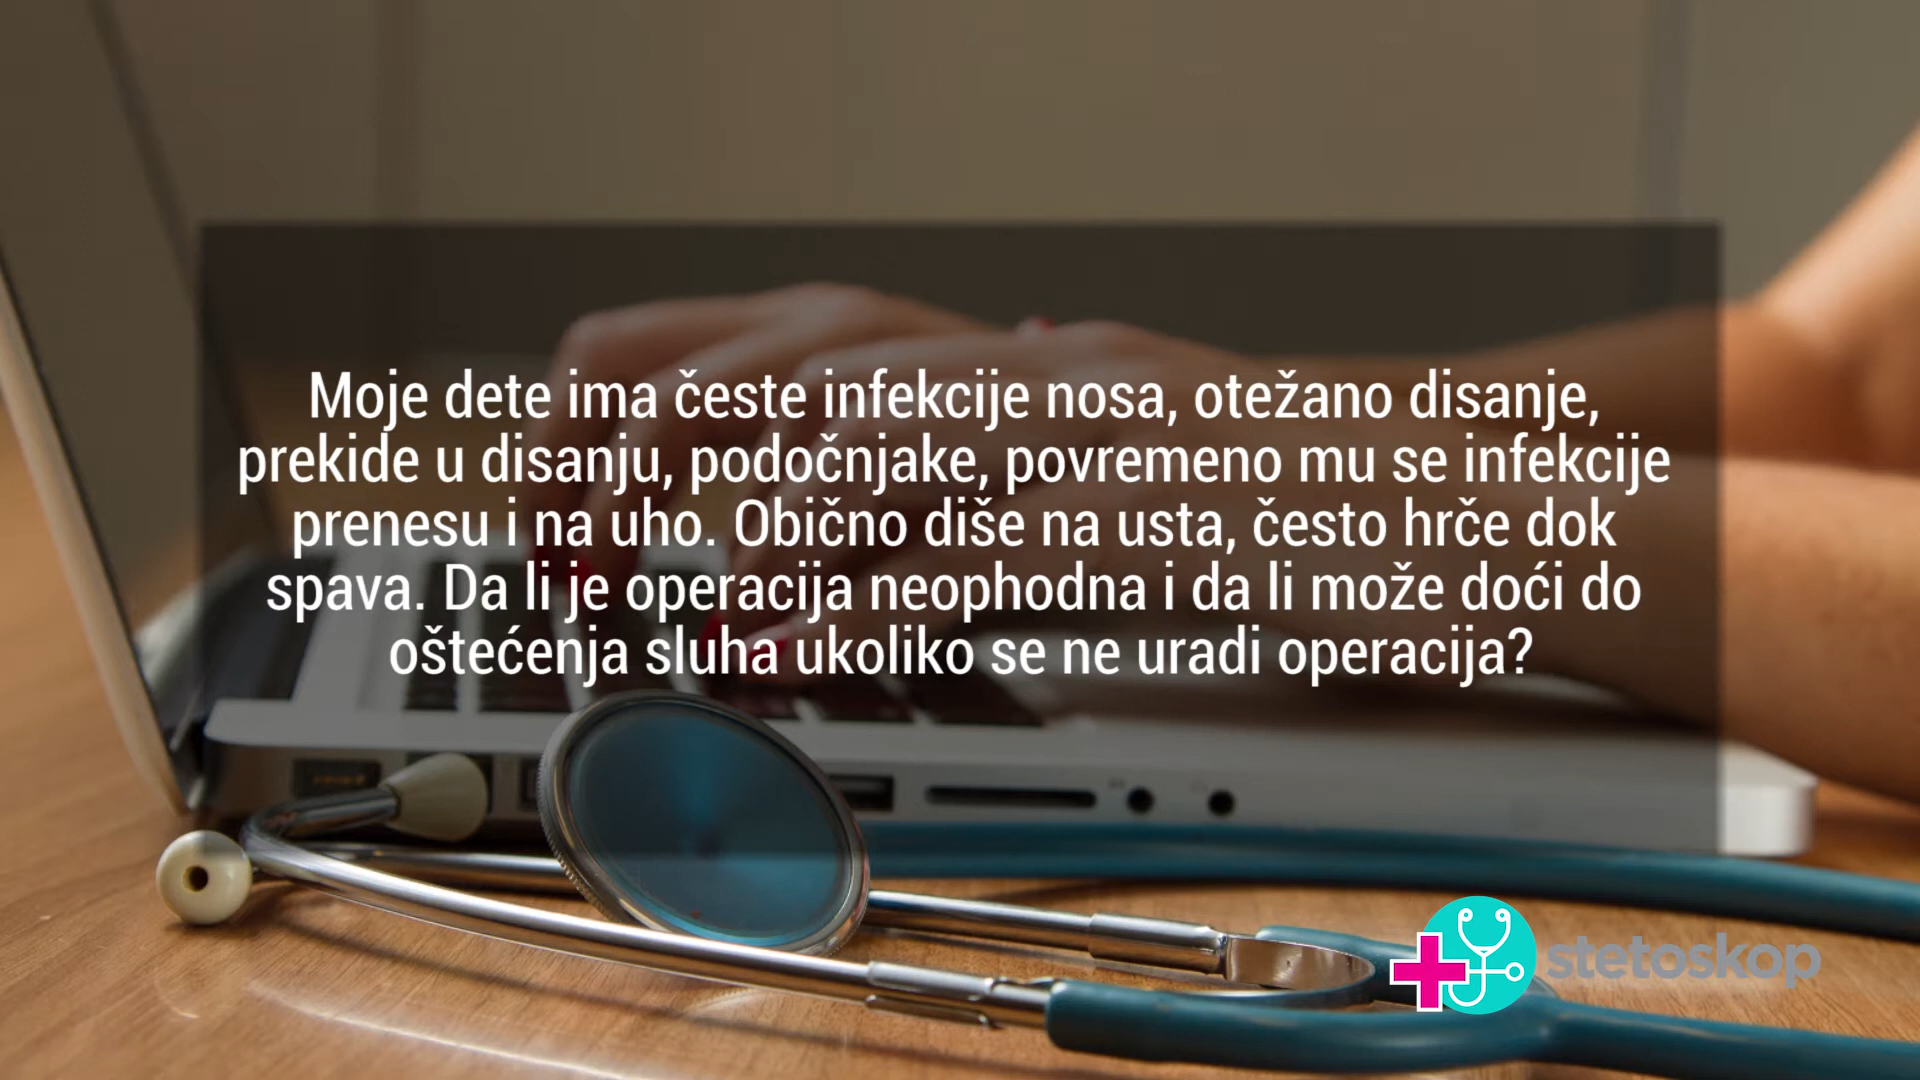 Moje dete ima česte infekcije nosa, otežano disanje,
prekide u disanju, podočnjake, povremeno mu se infekcije
prenesu i na uho. Obično diše na usta, često hrče dok
spava. Da li je operacija neophodna i da li može doći do
oštećenja sluha ukoliko se ne uradi operacija?
stetoskop